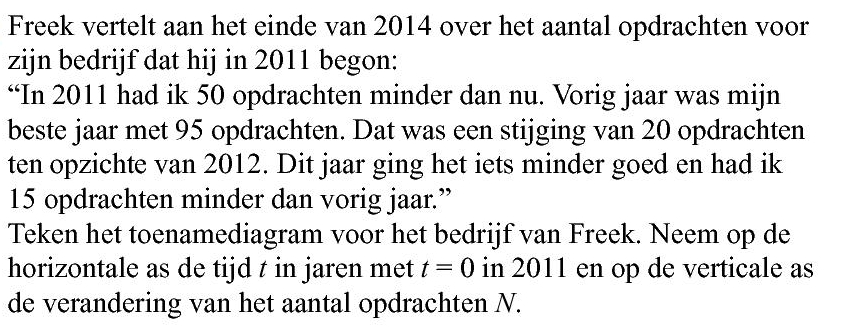 Freek vertelt aan het einde van 2014 over het aantal opdrachten voor
zijn bedrijf dat hij in 2011 begon:
“In 2011 had ik 50 opdrachten minder dan nu. Vorig jaar was mijn
beste jaar met 95 opdrachten. Dat was een stijging van 20 opdrachten
ten opzichte van 2012. Dit jaar ging het iets minder goed en had ik
15 opdrachten minder dan vorig jaar.”
Teken het toenamediagram voor het bedrijf van Freek. Neem op de
horizontale as de tijd t in jaren met t = 0 in 2011 en op de verticale as
de verandering van het aantal opdrachten N.